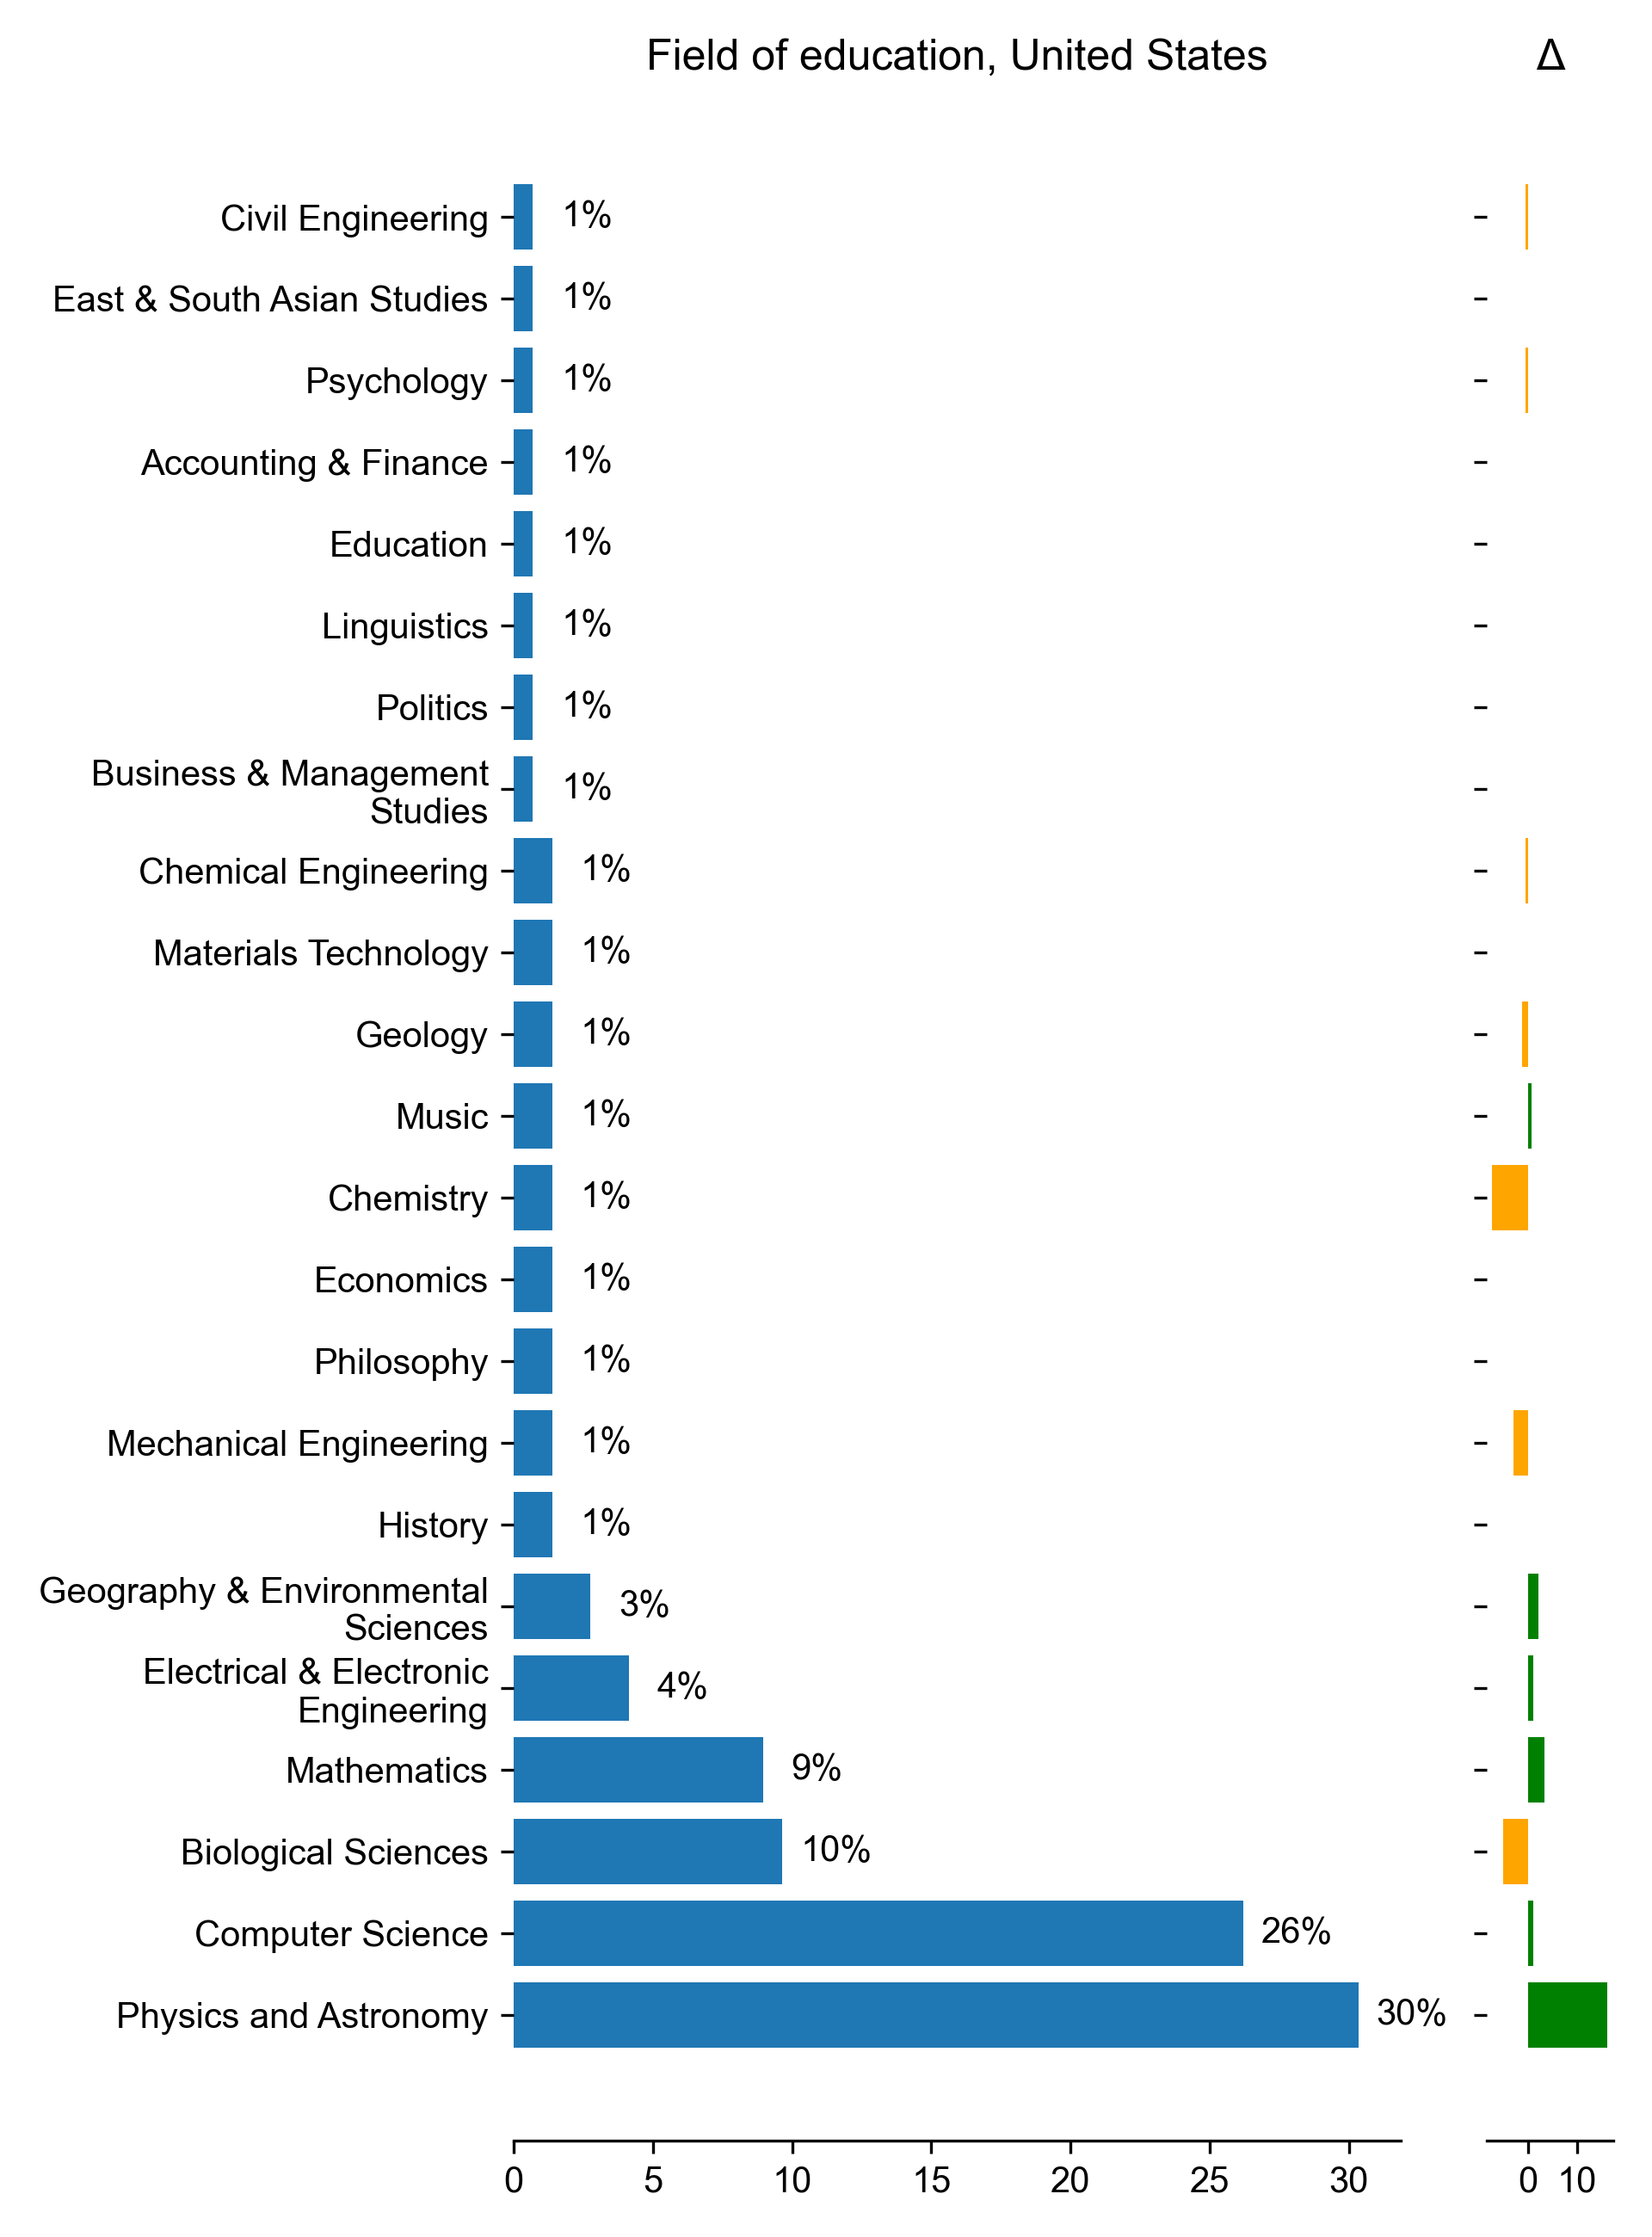 Field of education, United States Δ
Civil Engineering 1%
East & South Asian Studies 1%
Psychology 1%
Accounting & Finance 1%
Education 1%
Linguistics 1%
Politics 1%
Business & Management
Studies 1%
Chemical Engineering 1%
Materials Technology 1%
Geology 1%
Music 1%
Chemistry 1%
Economics 1%
Philosophy 1%
Mechanical Engineering 1%
History 1%
Geography & Environmental
Sciences 3%
Electrical & Electronic
Engineering 4%
Mathematics 9%
Biological Sciences 10%
Computer Science 26%
Physics and Astronomy 30%
0 5 10 15 20 25 30 0 10